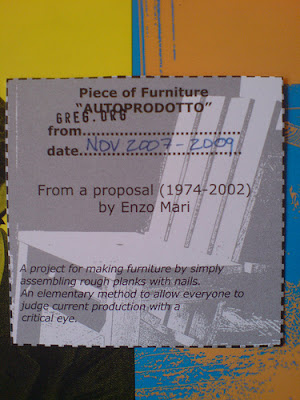 Piece of Furniture
“AUTOPRODOTTO”
GREG.ORG
from..................................
date NOV 2007 - 2009
From a proposal (1974-2002)
by Enzo Mari
A project for making furniture by simply
assembling rough planks with nails.
An elementary method to allow everyone to
judge current production with a
critical eye.